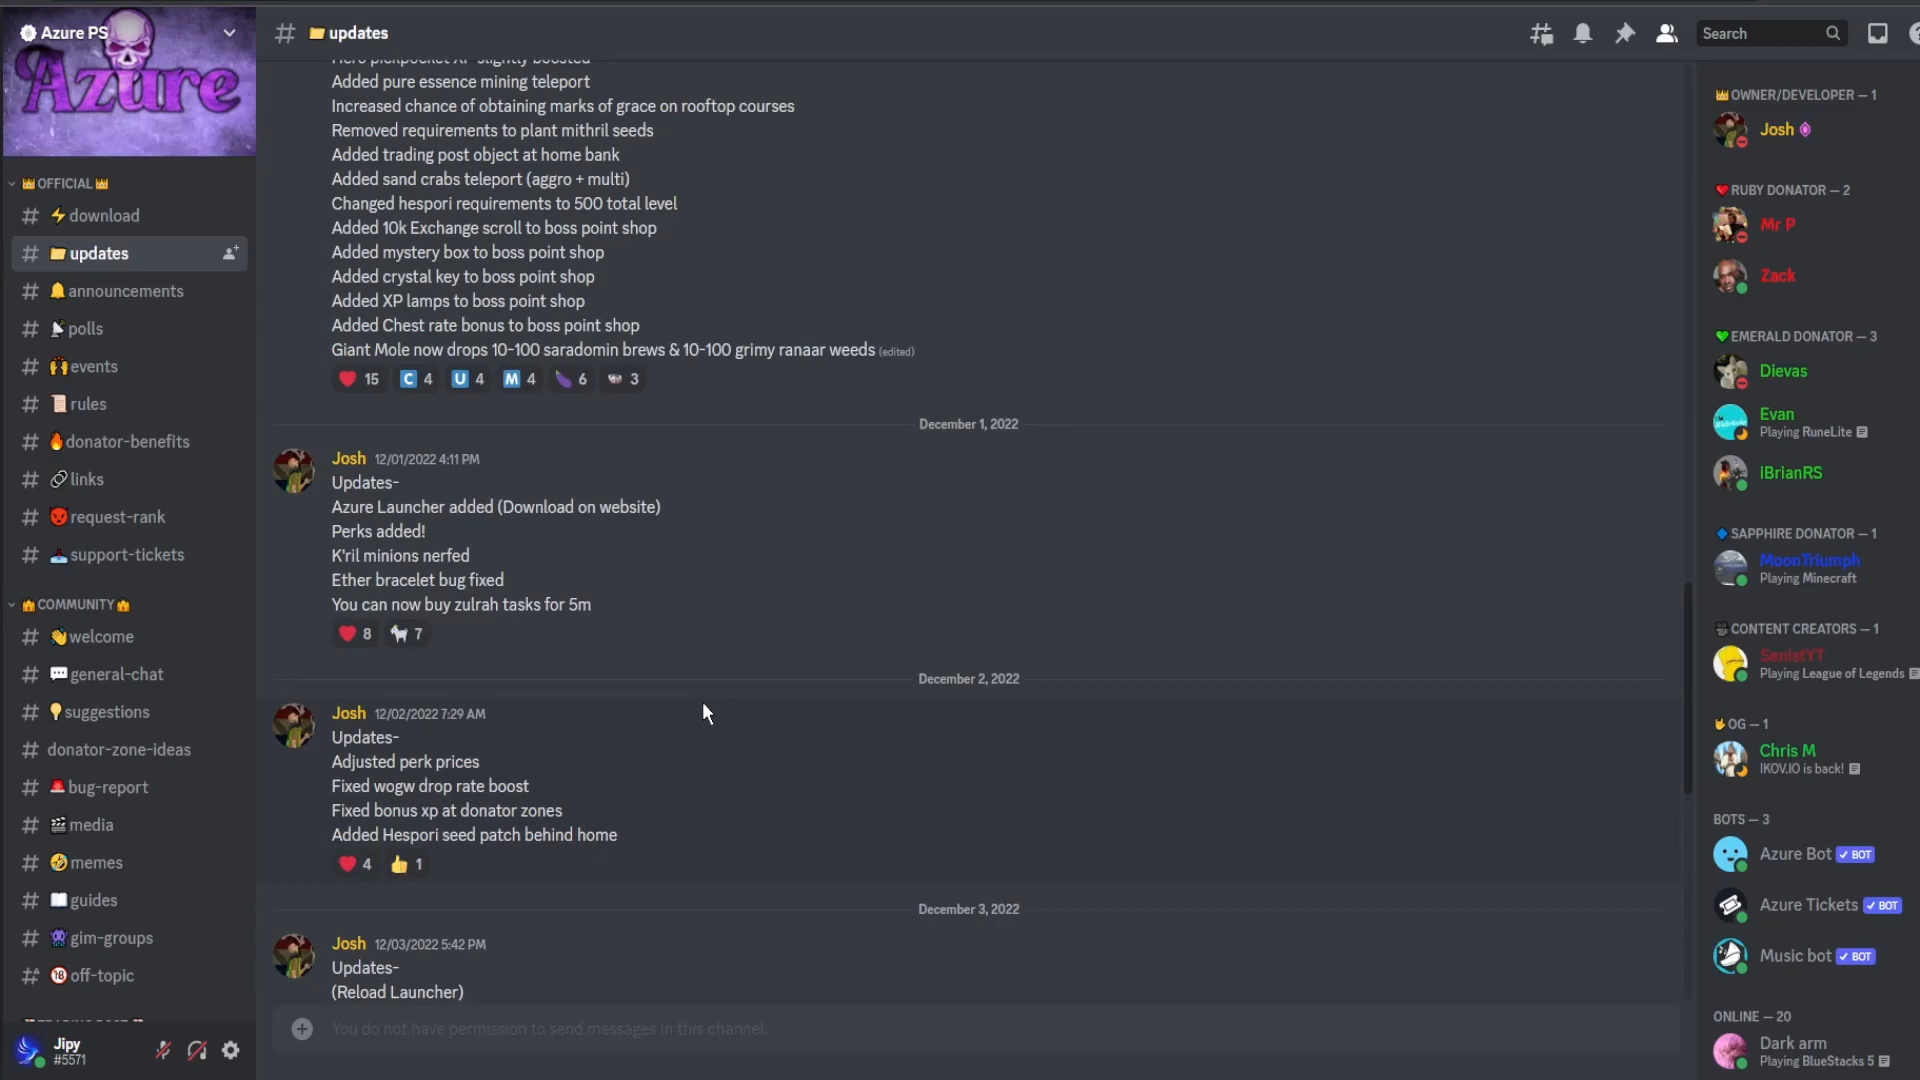 Azure PS
Azure
OFFICIAL
download
updates
announcements
polls
events
rules
donator-benefits
links
request-rank
support-tickets
COMMUNITY
welcome
general-chat
suggestions
donator-zone-ideas
bug-report
media
memes
guides
gim-groups
off-topic
Jipy
#5571
updates
Search
Added pure essence mining teleport
Increased chance of obtaining marks of grace on rooftop courses
Removed requirements to plant mithril seeds
Added trading post object at home bank
Added sand crabs teleport (aggro + multi)
Changed hespori requirements to 500 total level
Added 10k Exchange scroll to boss point shop
Added mystery box to boss point shop
Added crystal key to boss point shop
Added XP lamps to boss point shop
Added Chest rate bonus to boss point shop
Giant Mole now drops 10-100 saradomin brews & 10-100 grimy ranaar weeds (edited)
15 C 4 U 4 M 4 6 3
December 1, 2022
Josh 12/01/2022 4:11 PM
Updates-
Azure Launcher added (Download on website)
Perks added!
K'ril minions nerfed
Ether bracelet bug fixed
You can now buy zulrah tasks for 5m
8 7
December 2, 2022
Josh 12/02/2022 7:29 AM
Updates-
Adjusted perk prices
Fixed wogw drop rate boost
Fixed bonus xp at donator zones
Added Hespori seed patch behind home
4 1
December 3, 2022
Josh 12/03/2022 5:42 PM
Updates-
(Reload Launcher)
You do not have permission to send messages in this channel.
OWNER/DEVELOPER — 1
Josh
RUBY DONATOR — 2
Mr P
Zack
EMERALD DONATOR — 3
Dievas
Evan
Playing RuneLite
iBrianRS
SAPPHIRE DONATOR — 1
MoonTriumph
Playing Minecraft
CONTENT CREATORS — 1
SenistYT
Playing League of Legends
OG — 1
Chris M
IKOV.IO is back!
BOTS — 3
Azure Bot BOT
Azure Tickets BOT
Music bot BOT
ONLINE — 20
Dark arm
Playing BlueStacks 5